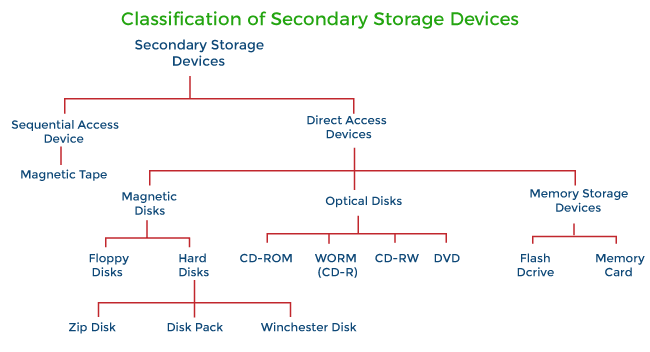 Classification of Secondary Storage Devices
Secondary Storage
Devices
Sequential Access
Device
Direct Access
Devices
Magnetic Tape
Magnetic
Disks
Optical Disks
Memory Storage
Devices
Floppy
Disks
Hard
Disks
CD-ROM
WORM
(CD-R)
CD-RW
DVD
Flash
Dcrive
Memory
Card
Zip Disk
Disk Pack
Winchester Disk